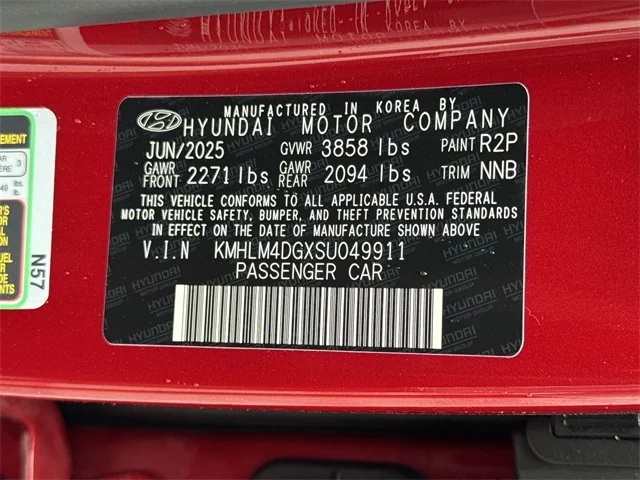 MANUFACTURED IN KOREA BY
HYUNDAI MOTOR COMPANY
JUN/2025 GVWR 3858 lbs PAINT R2P
GAWR FRONT 2271 lbs GAWR REAR 2094 lbs TRIM NNB
THIS VEHICLE CONFORMS TO ALL APPLICABLE U.S.A. FEDERAL
MOTOR VEHICLE SAFETY, BUMPER, AND THEFT PREVENTION STANDARDS
IN EFFECT ON THE DATE OF MANUFACTURE SHOWN ABOVE
V.I.N KMHLM4DGXSU049911
PASSENGER CAR
N57